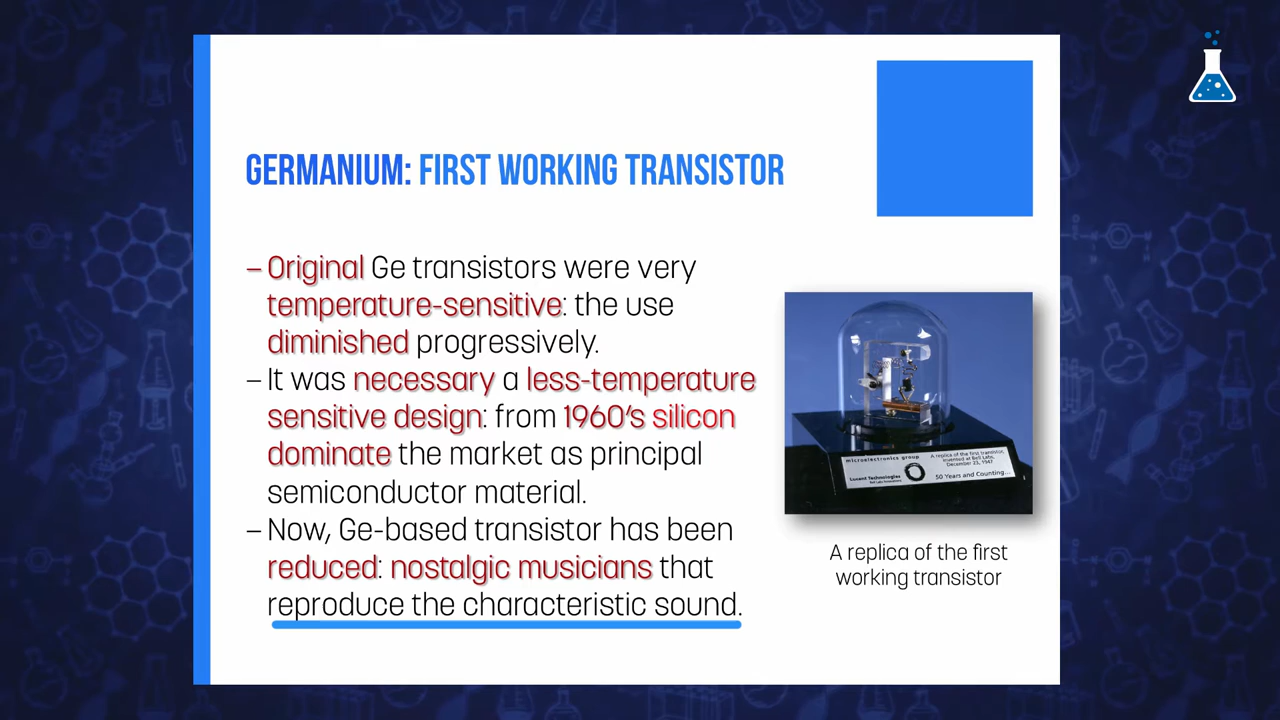 GERMANIUM: FIRST WORKING TRANSISTOR
– Original Ge transistors were very
temperature-sensitive: the use
diminished progressively.
– It was necessary a less-temperature
sensitive design: from 1960's silicon
dominate the market as principal
semiconductor material.
– Now, Ge-based transistor has been
reduced: nostalgic musicians that
reproduce the characteristic sound.
microelectronics group
Lucent Technologies
Bell Labs Innovations
A replica of the first transistor,
invented at Bell Labs,
December 23, 1947
50 Years and Counting...
A replica of the first
working transistor